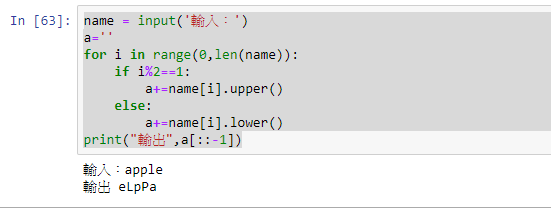 In [63]: name = input('輸入：')
a=''
for i in range(0,len(name)):
    if i%2==1:
        a+=name[i].upper()
    else:
        a+=name[i].lower()
print("輸出",a[::-1])
輸入：apple
輸出 eLpPa